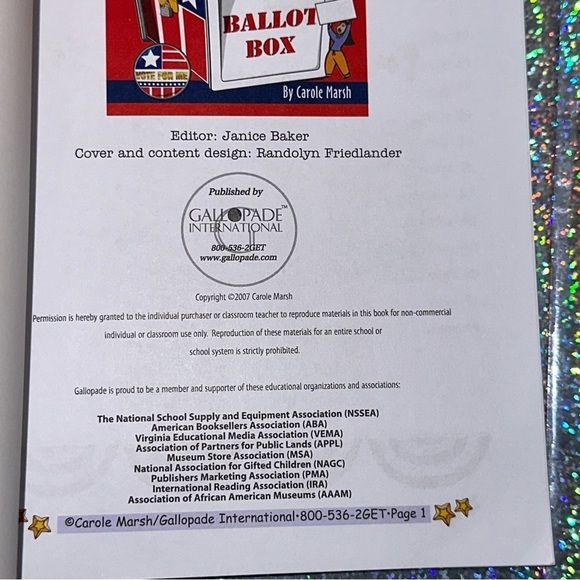 BALLOT
BOX
VOTE FOR ME
By Carole Marsh
Editor: Janice Baker
Cover and content design: Randolyn Friedlander
Published by
GALLOPADE™
INTERNATIONAL
800-536-2GET
www.gallopade.com
Copyright ©2007 Carole Marsh
Permission is hereby granted to the individual purchaser or classroom teacher to reproduce materials in this book for non-commercial
individual or classroom use only. Reproduction of these materials for an entire school or
school system is strictly prohibited.
Gallopade is proud to be a member and supporter of these educational organizations and associations:
The National School Supply and Equipment Association (NSSEA)
American Booksellers Association (ABA)
Virginia Educational Media Association (VEMA)
Association of Partners for Public Lands (APPL)
Museum Store Association (MSA)
National Association for Gifted Children (NAGC)
Publishers Marketing Association (PMA)
International Reading Association (IRA)
Association of African American Museums (AAAM)
©Carole Marsh/Gallopade International•800-536-2GET•Page 1